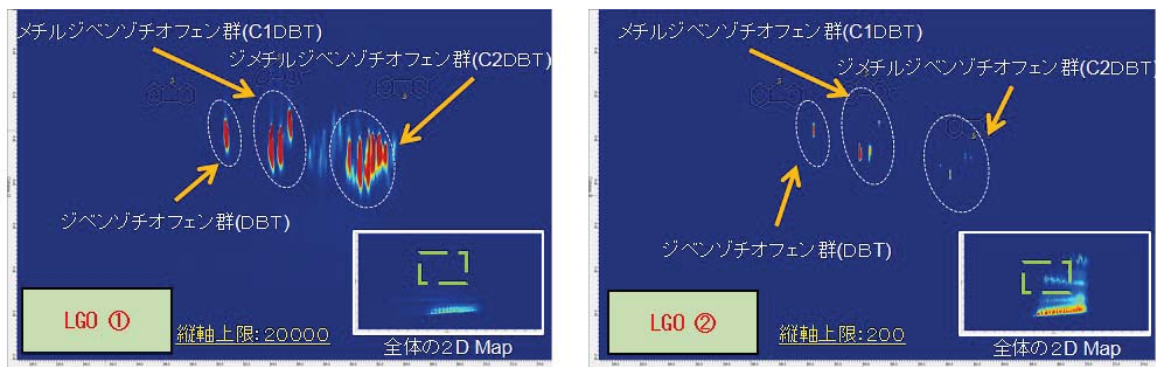 メチルジベンゾチオフェン群(C1DBT)
ジメチルジベンゾチオフェン群(C2DBT)
ジベンゾチオフェン群(DBT)
LGO ①
縦軸上限:20000
全体の2D Map
メチルジベンゾチオフェン群(C1DBT)
ジメチルジベンゾチオフェン群(C2DBT)
ジベンゾチオフェン群(DBT)
LGO ②
縦軸上限:200
全体の2D Map